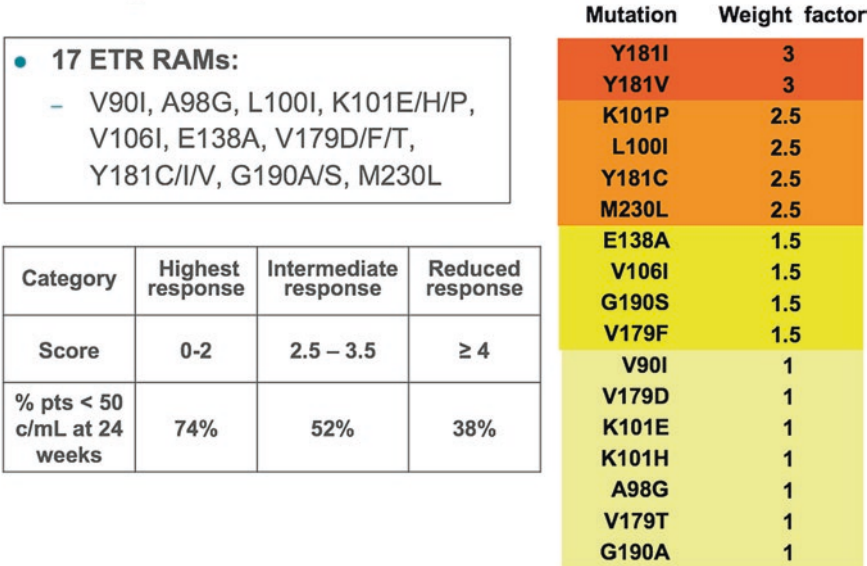 • 17 ETR RAMs:
– V90I, A98G, L100I, K101E/H/P,
V106I, E138A, V179D/F/T,
Y181C/I/V, G190A/S, M230L
Category Highest response Intermediate response Reduced response
Score 0-2 2.5 – 3.5 ≥ 4
% pts < 50 c/mL at 24 weeks 74% 52% 38%
Mutation Weight factor
Y181I 3
Y181V 3
K101P 2.5
L100I 2.5
Y181C 2.5
M230L 2.5
E138A 1.5
V106I 1.5
G190S 1.5
V179F 1.5
V90I 1
V179D 1
K101E 1
K101H 1
A98G 1
V179T 1
G190A 1